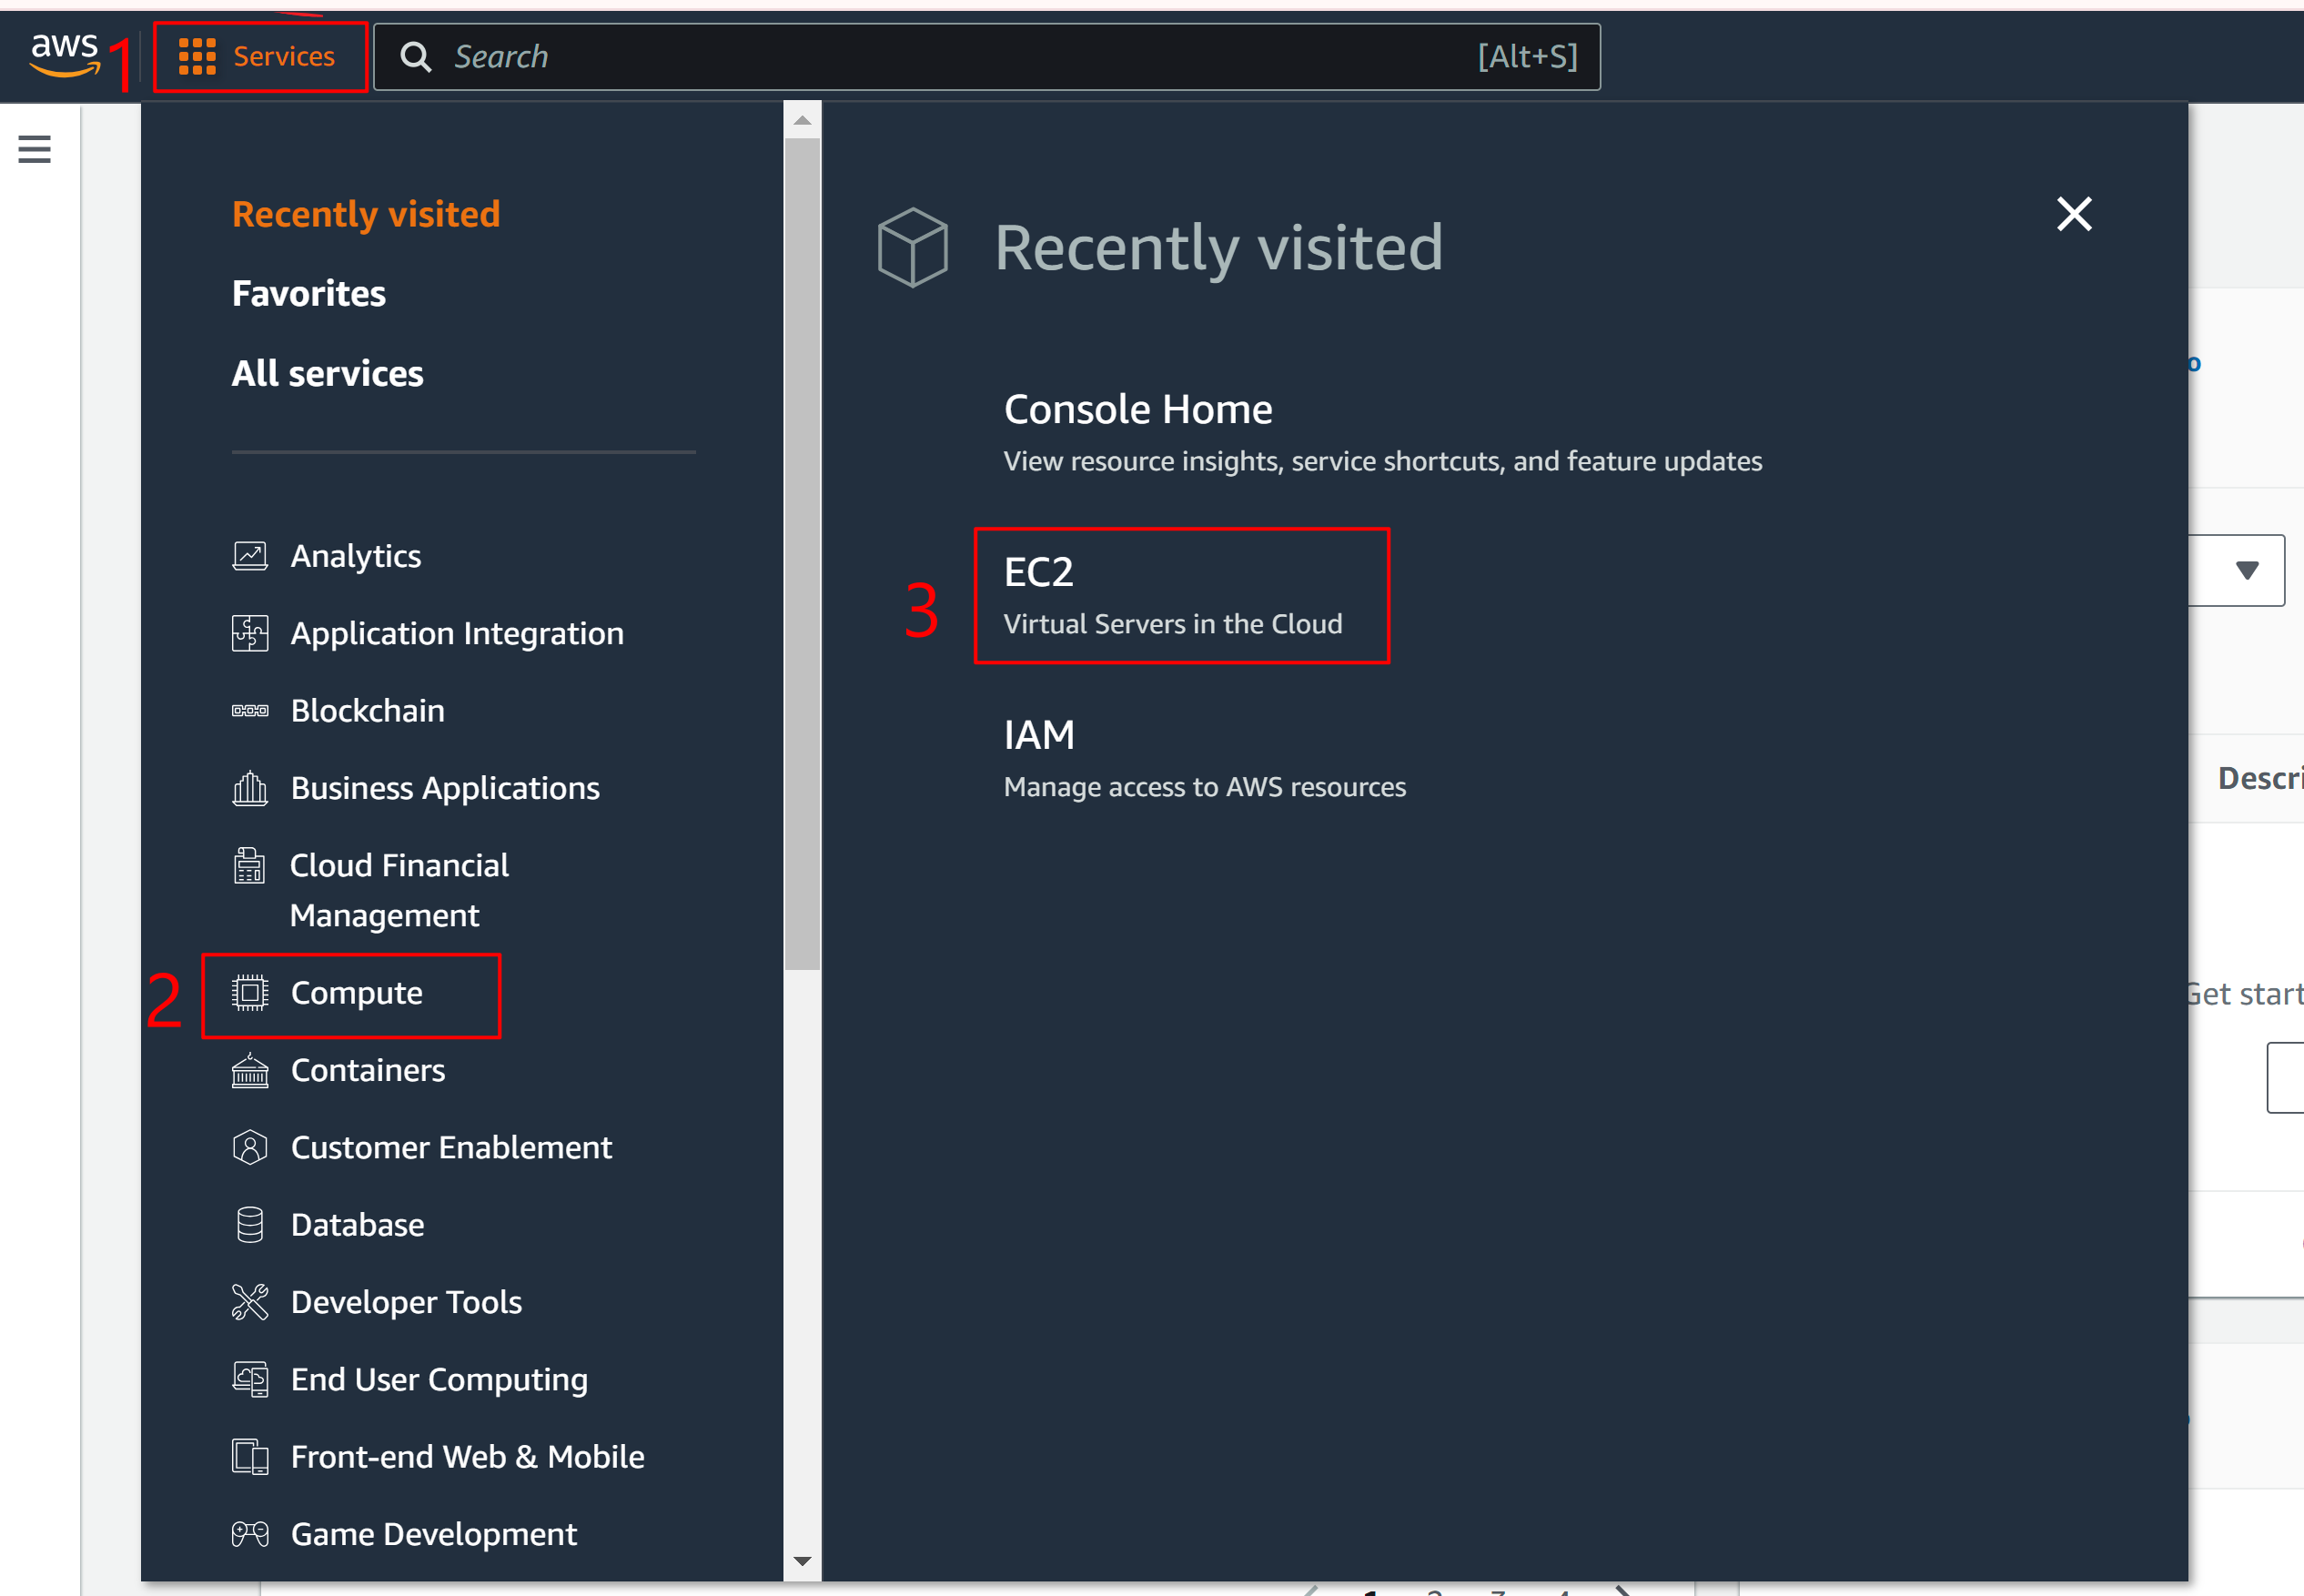 aws
1
Services
Search
[Alt+S]
Recently visited
Favorites
All services
Analytics
Application Integration
Blockchain
Business Applications
Cloud Financial
Management
2
Compute
Containers
Customer Enablement
Database
Developer Tools
End User Computing
Front-end Web & Mobile
Game Development
Recently visited
Console Home
View resource insights, service shortcuts, and feature updates
3
EC2
Virtual Servers in the Cloud
IAM
Manage access to AWS resources
Descri
Get start